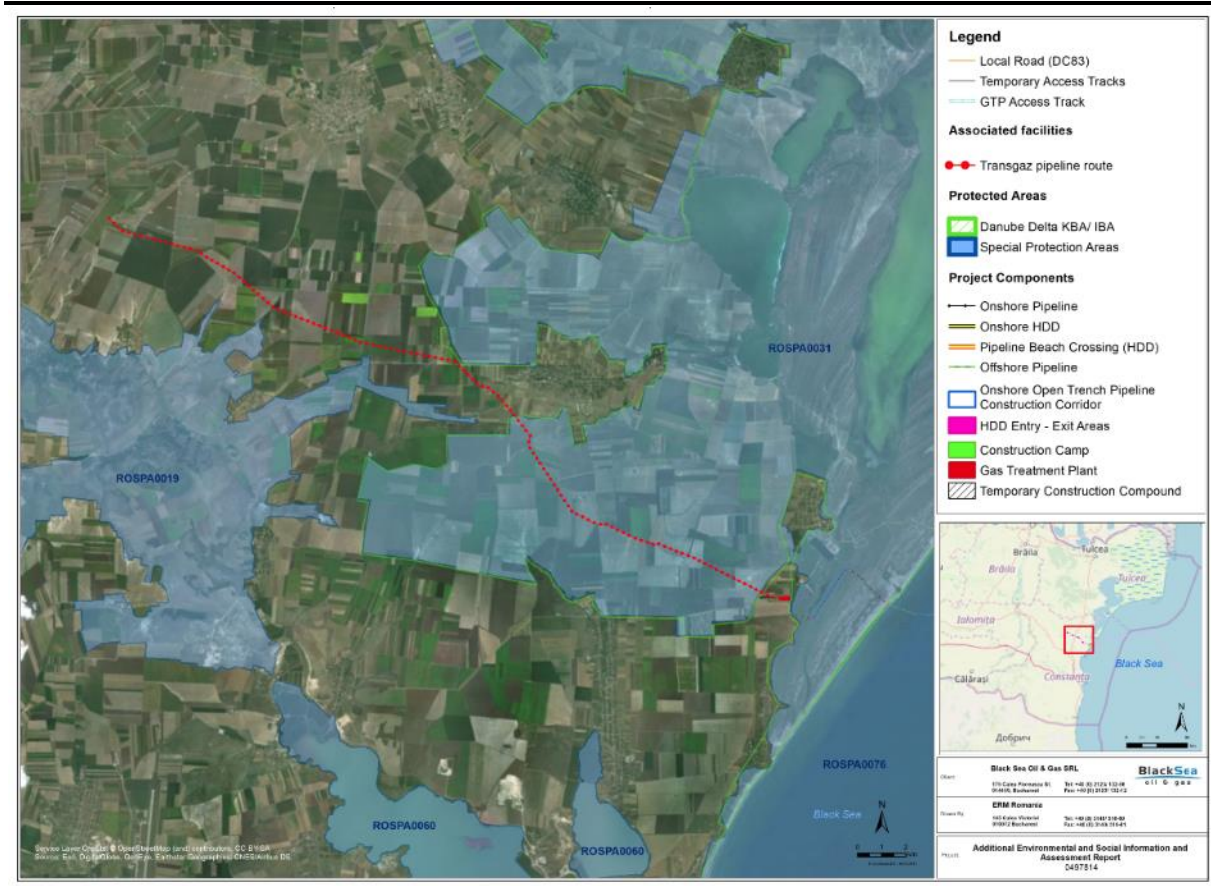 Legend
Local Road (DC83)
Temporary Access Tracks
GTP Access Track
Associated facilities
Transgaz pipeline route
Protected Areas
Danube Delta KBA/ IBA
Special Protection Areas
Project Components
Onshore Pipeline
Onshore HDD
Pipeline Beach Crossing (HDD)
Offshore Pipeline
Onshore Open Trench Pipeline
Construction Corridor
HDD Entry - Exit Areas
Construction Camp
Gas Treatment Plant
Temporary Construction Compound
ROSPA0031
ROSPA0019
ROSPA0076
ROSPA0060
ROSPA0060
Black Sea
N
Brăila
Tulcea
Brăila
Tulcea
Ialomița
Călărași
Constanța
Black Sea
Добрич
N
Black Sea Oil & Gas SRL
BlackSea
oil & gas
ERM Romania
Additional Environmental and Social Information and
Assessment Report
0497814